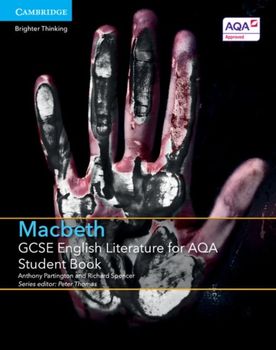 CAMBRIDGE
Brighter Thinking
AQA
Approved
Macbeth
GCSE English Literature for AQA
Student Book
Anthony Partington and Richard Spencer
Series editor: Peter Thomas